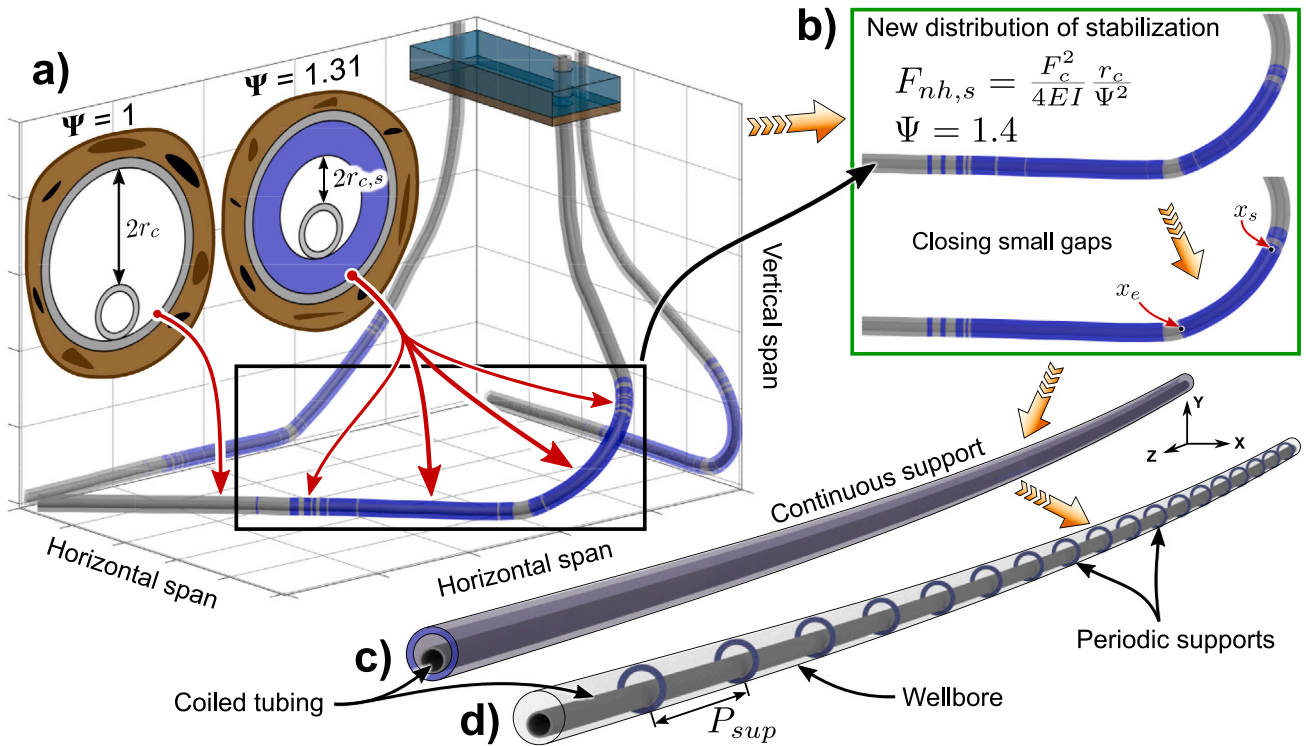 a)
Ψ = 1
Ψ = 1.31
2r_c
2r_{c,s}
Vertical span
Horizontal span
Horizontal span
b)
New distribution of stabilization
F_{nh,s} = \frac{F_c^2}{4EI} \frac{r_c}{Ψ^2}
Ψ = 1.4
Closing small gaps
x_s
x_e
Y
X
Z
Continuous support
Periodic supports
c)
Coiled tubing
d)
P_{sup}
Wellbore